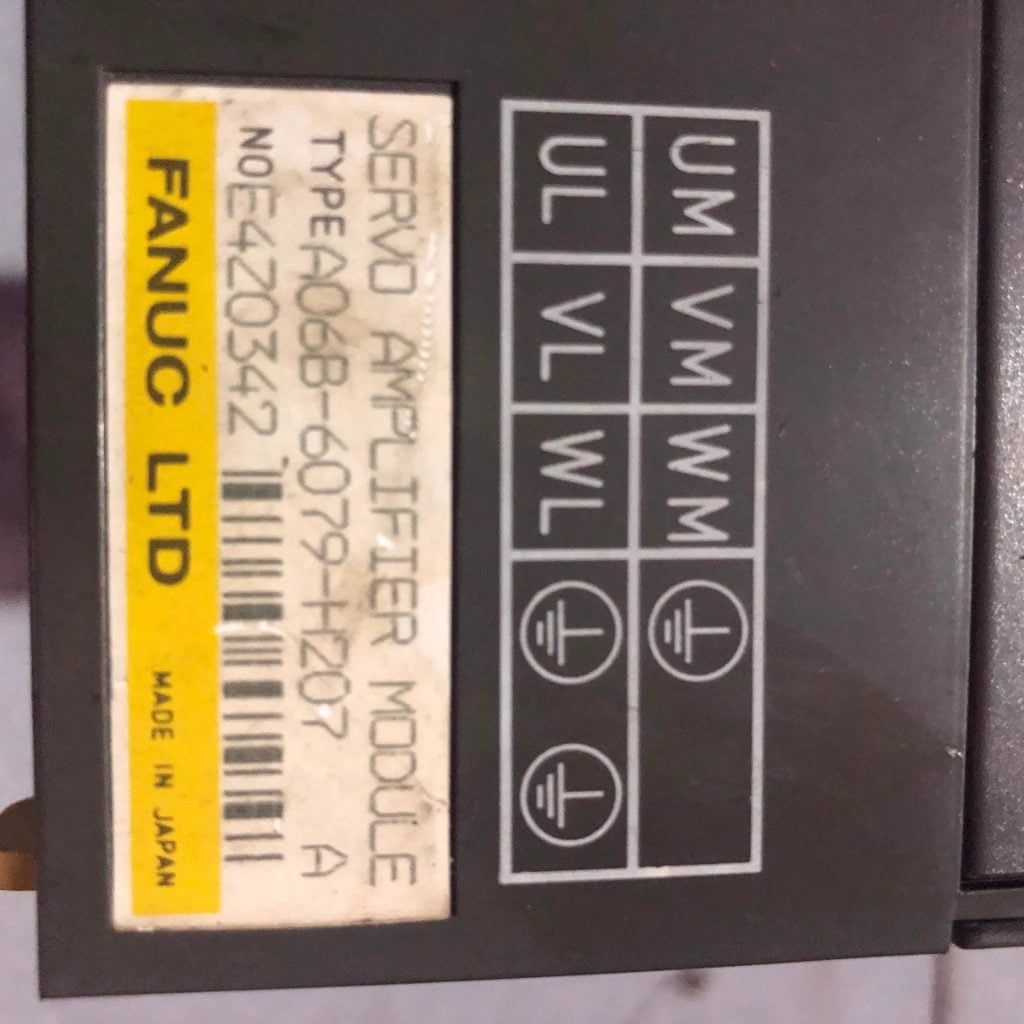 UM VM WM
UL VL WL
SERVO AMPLIFIER MODULE
TYPE A06B-6079-H207 A
NO E4Z0342
FANUC LTD MADE IN JAPAN